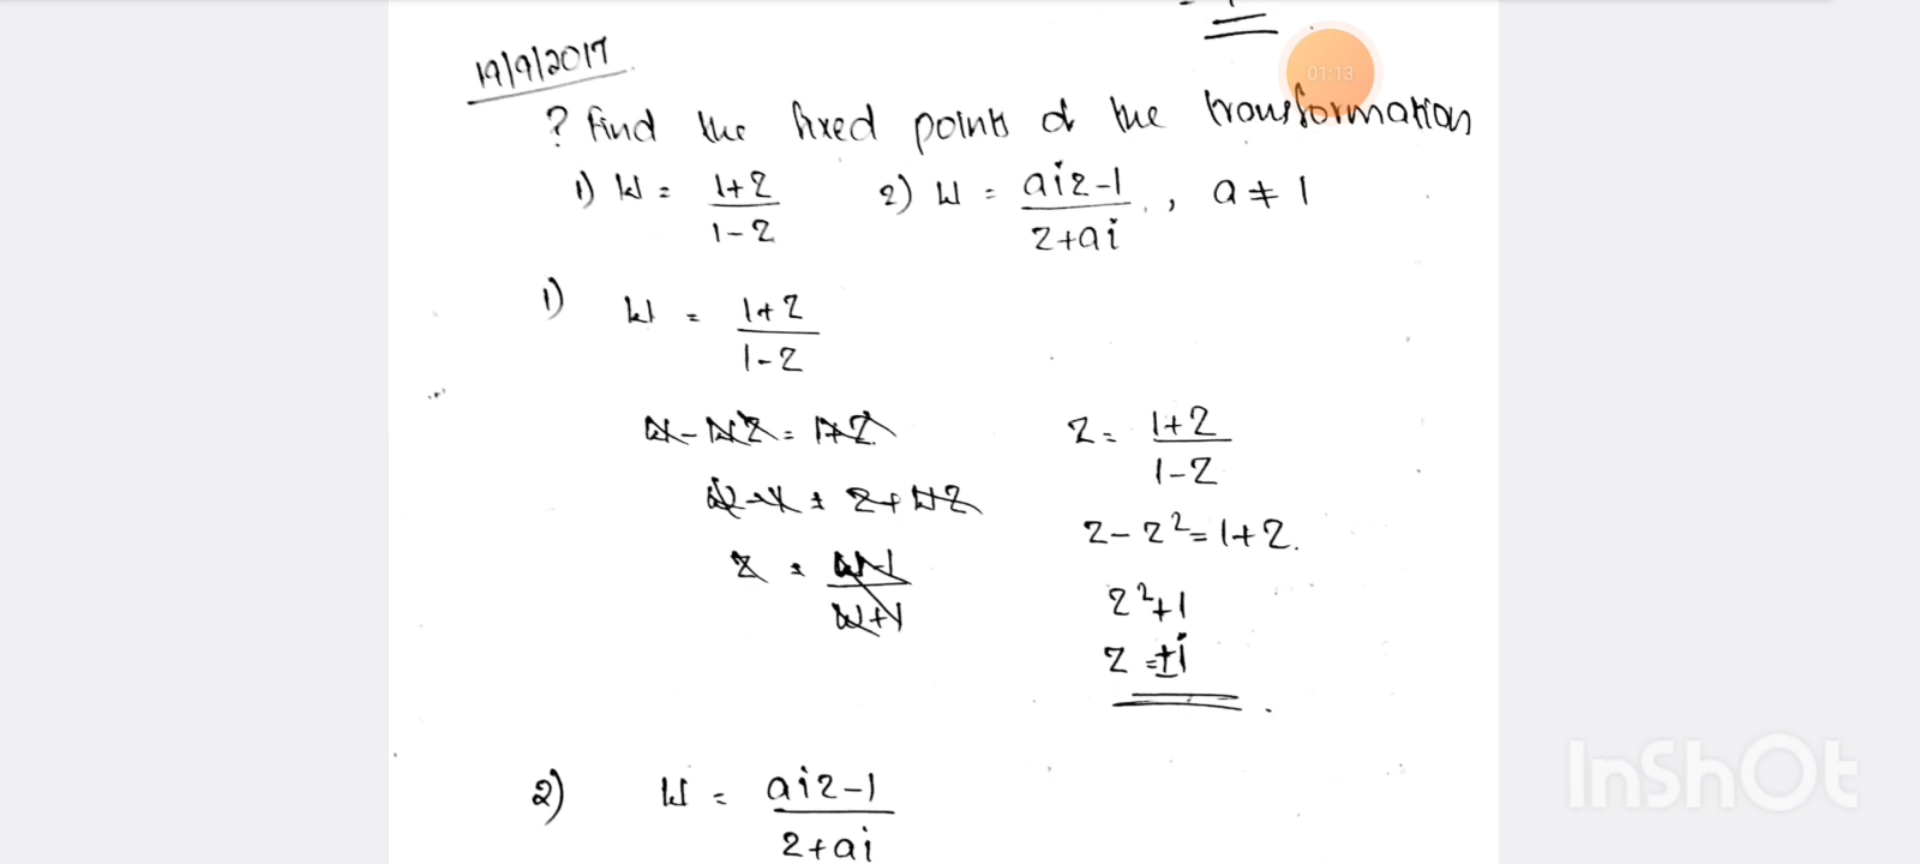 19/9/2017
01:13
? Find the fixed points of the transformation
1) W = (1+z)/(1-z)   2) W = (aiz-1)/(z+ai), a ≠ 1
1) W = (1+z)/(1-z)
z = (1+z)/(1-z)
z - z² = 1+z.
z²+1
z = ±i
2) W = (aiz-1)/(z+ai)
InShOt